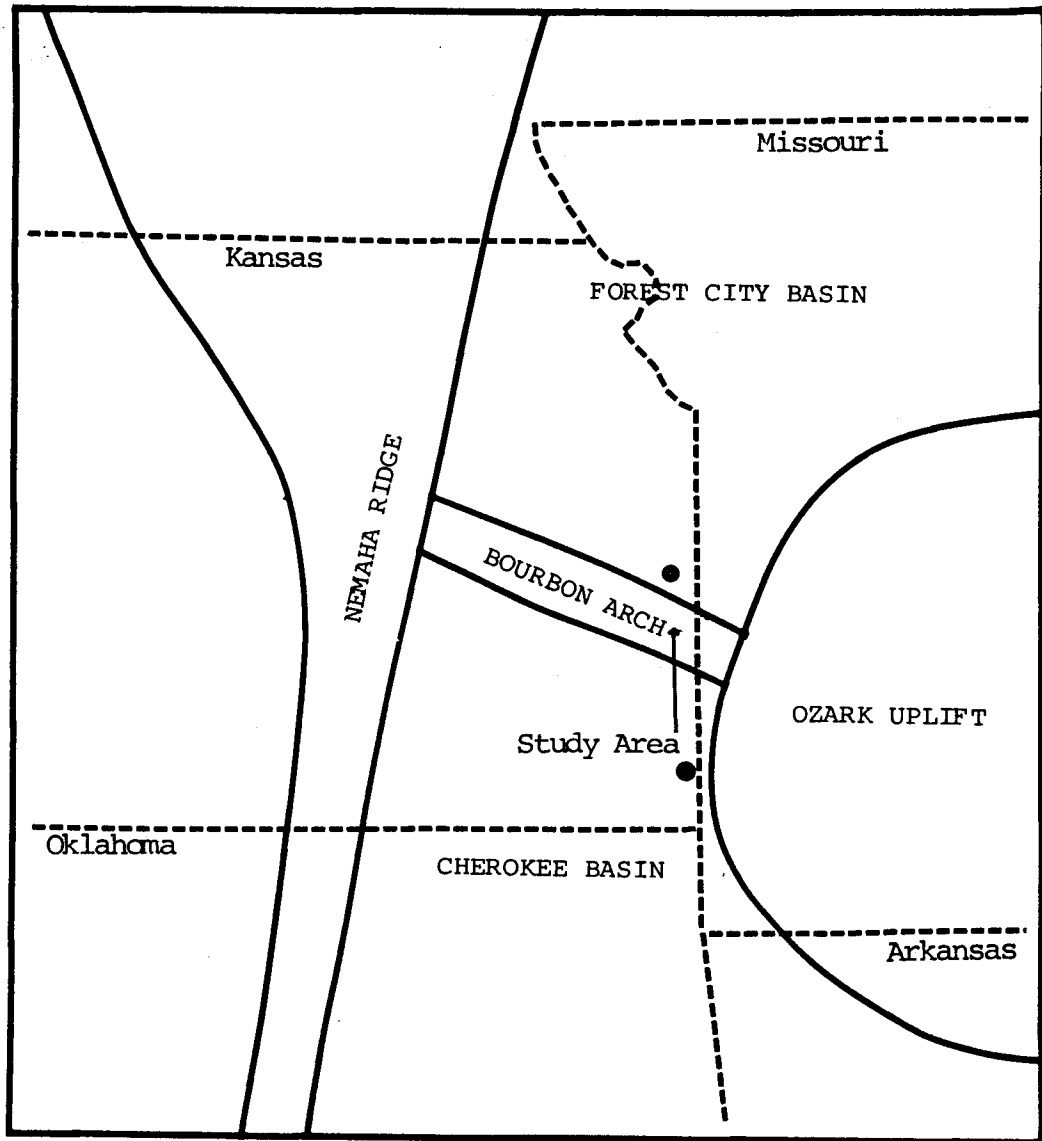 Missouri
Kansas
FOREST CITY BASIN
NEMAHA RIDGE
BOURBON ARCH
OZARK UPLIFT
Study Area
Oklahoma
CHEROKEE BASIN
Arkansas